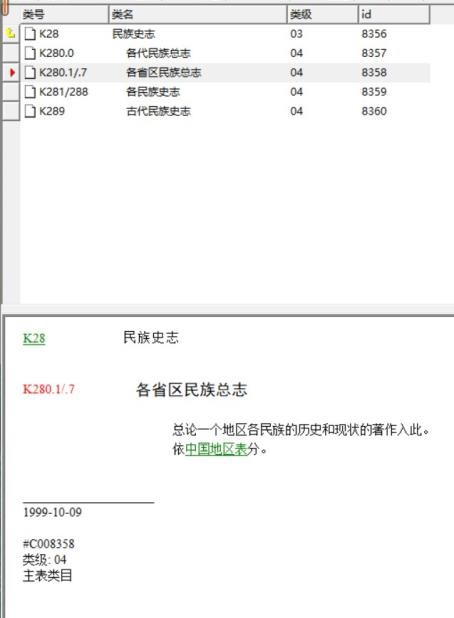 类号 类名 类级 id
K28 民族史志 03 8356
K280.0 各代民族总志 04 8357
K280.1/.7 各省区民族总志 04 8358
K281/288 各民族史志 04 8359
K289 古代民族史志 04 8360
K28 民族史志
K280.1/.7 各省区民族总志
总论一个地区各民族的历史和现状的著作入此。
依中国地区表分。
1999-10-09
#C008358
类级: 04
主表类目